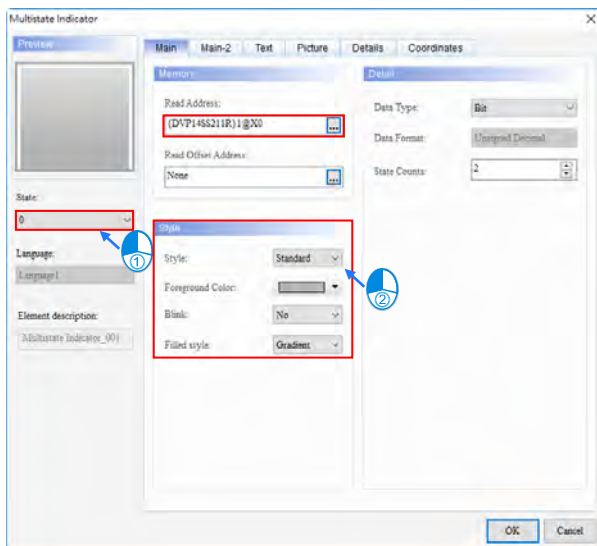 Multistate Indicator
Preview
Main Main-2 Text Picture Details Coordinates
Memory
Detail
Read Address:
(DVP14SS211R)1@X0
...
Read Offset Address:
None
...
Data Type: Bit
Data Format: Unsigned Decimal
State Counts: 2
State:
0
①
Language:
Language1
Element description:
Multistate Indicator_001
Style
Style: Standard
②
Foreground Color:
Blink: No
Filled style: Gradient
OK Cancel